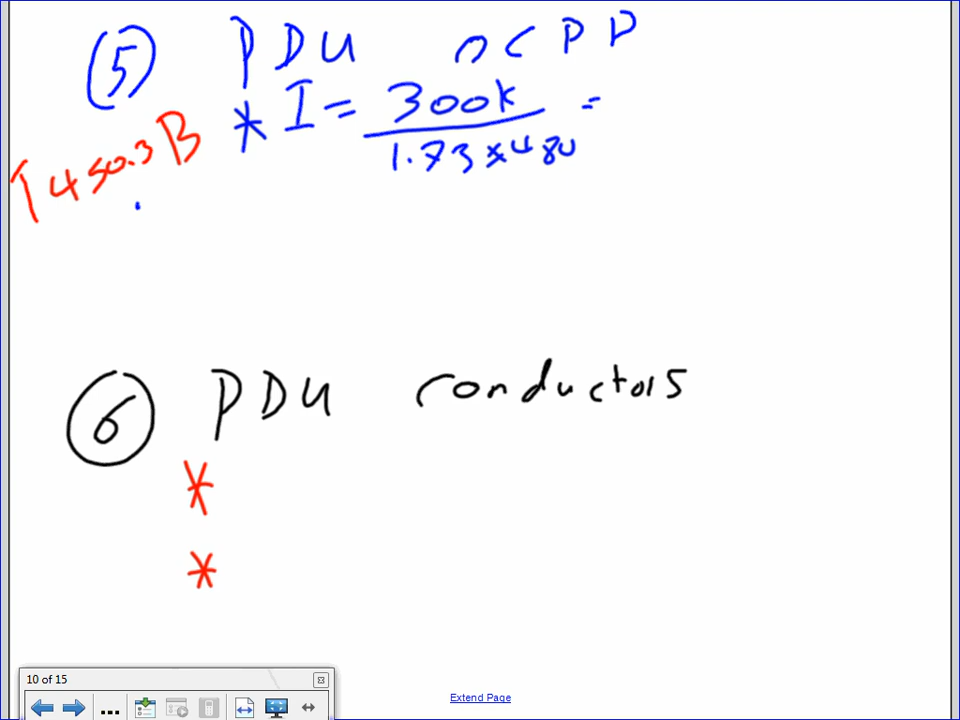 5 PDU OCPD
* I = 300k / 1.73 x 480 =
T450.3B
6 PDU conductors
*
*
10 of 15
...
Extend Page